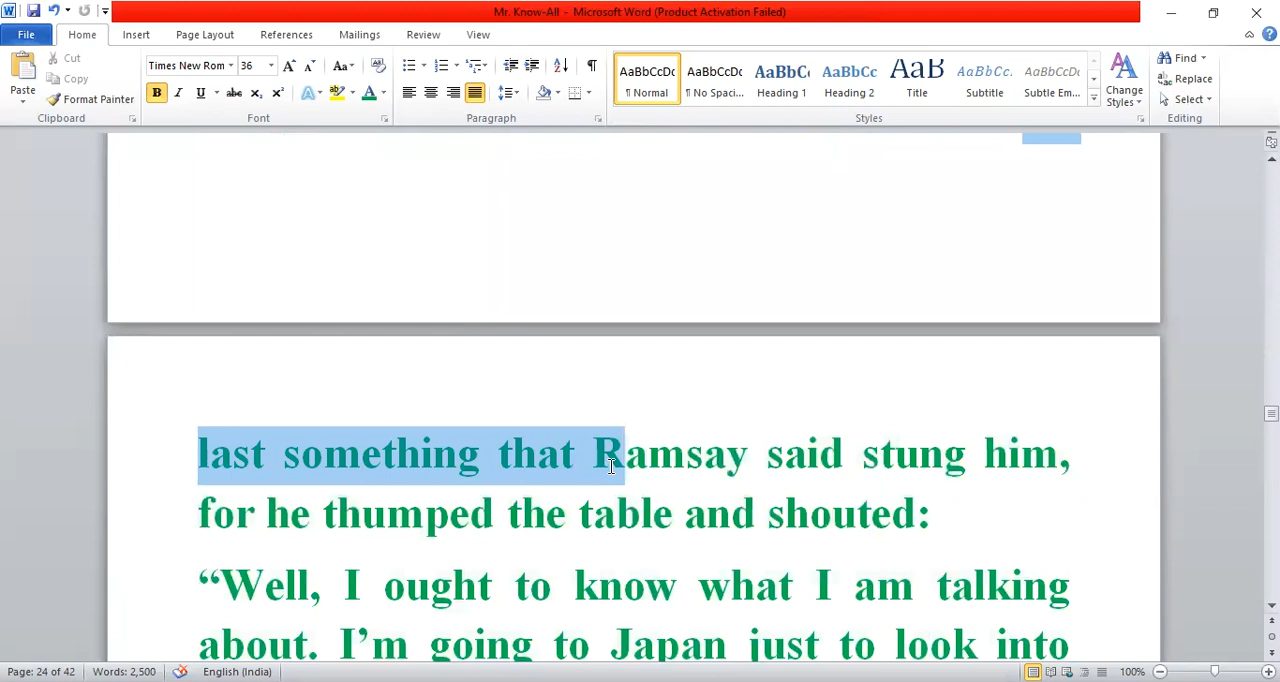 Mr. Know-All - Microsoft Word (Product Activation Failed)
File Home Insert Page Layout References Mailings Review View
Paste
Cut
Copy
Format Painter
Clipboard
Times New Rom 36
Font
Paragraph
AaBbCcDc AaBbCcDc AaBbC AaBbCc AaB AaBbCc. AaBbCcDc
¶ Normal ¶ No Spaci... Heading 1 Heading 2 Title Subtitle Subtle Em...
Change Styles
Styles
Find
Replace
Select
Editing
last something that Ramsay said stung him,
for he thumped the table and shouted:
“Well, I ought to know what I am talking
about. I’m going to Japan just to look into
Page: 24 of 42 Words: 2,500 English (India) 100%